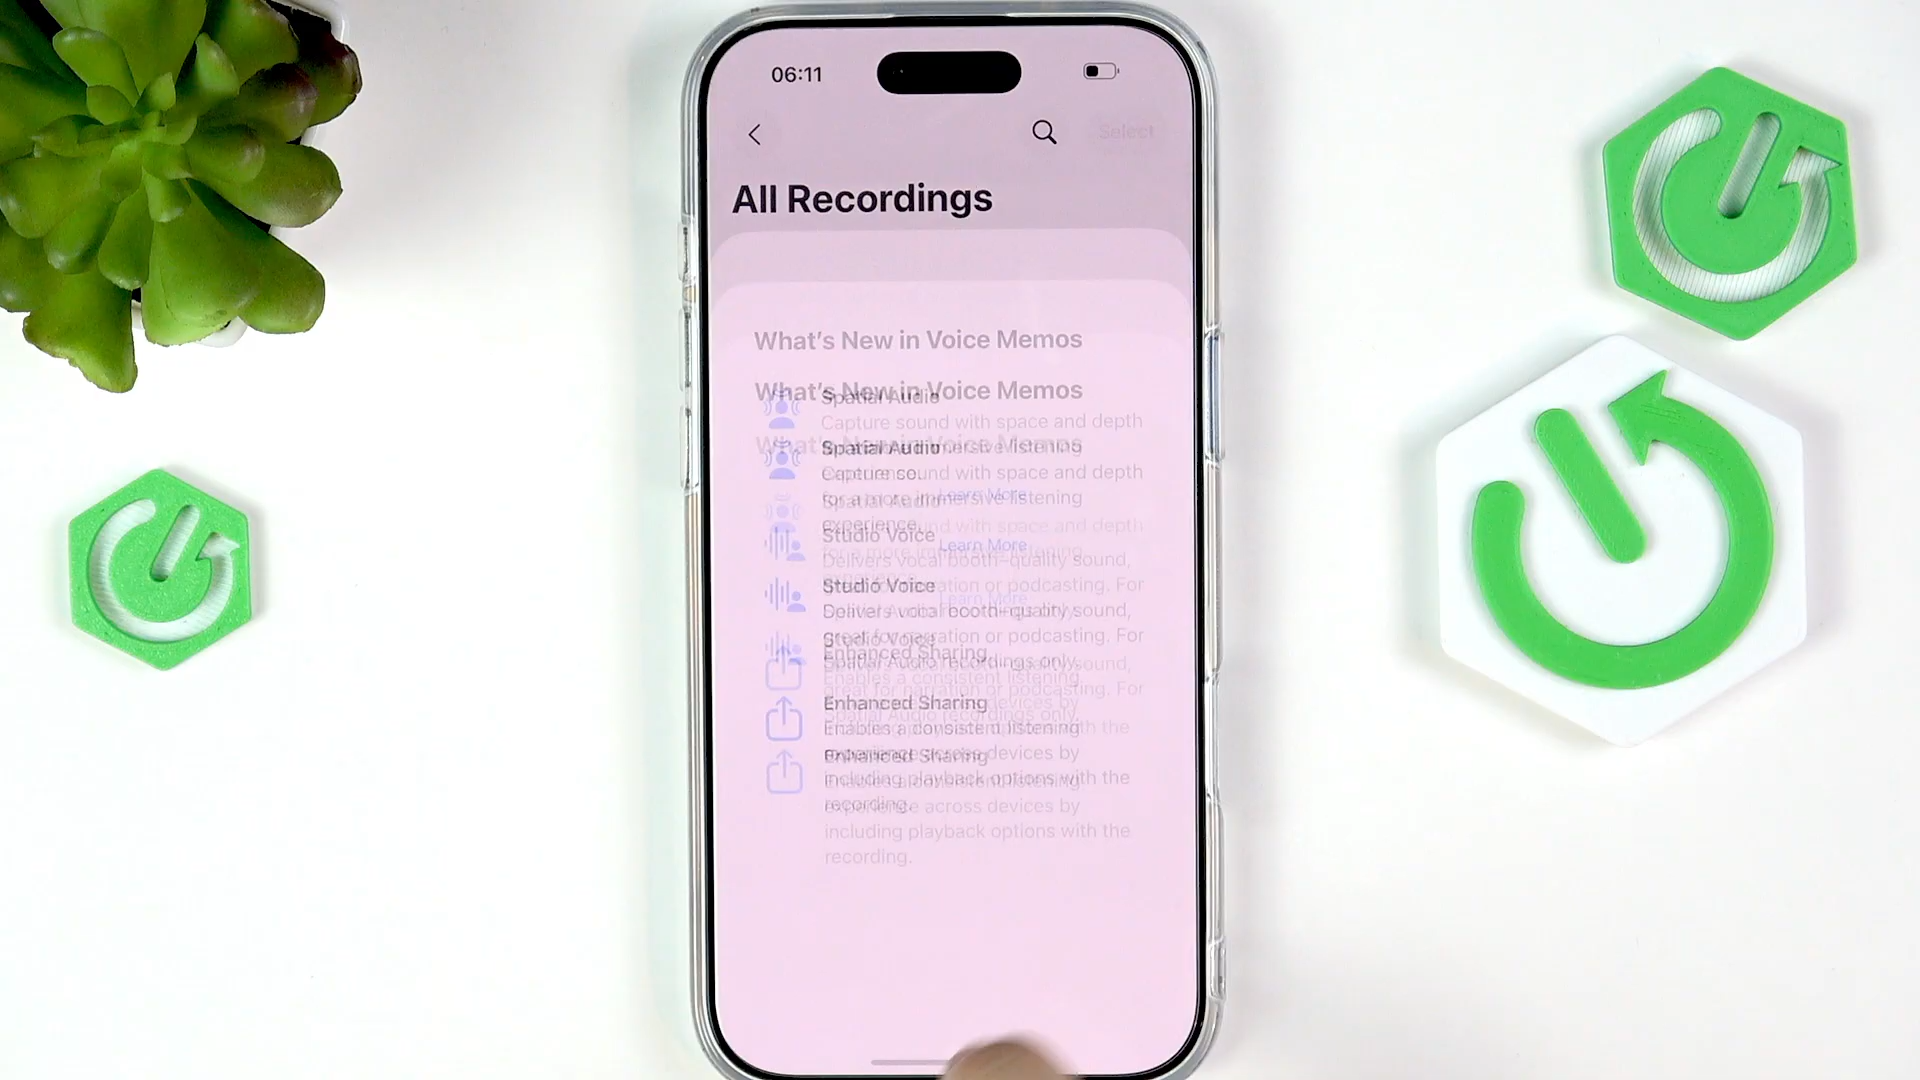 06:11
Select
All Recordings
What's New in Voice Memos
What's New in Voice Memos
Spatial Audio
Capture sound with space and depth
What's New in Voice Memos
Spatial Audio
Capture sound with space and depth
for a more immersive listening
experience. Learn More
Studio Voice
Learn More
Delivers vocal booth-quality sound,
Studio Voice
Learn More
Delivers vocal booth-quality sound,
great for narration or podcasting. For
Spatial Audio recordings only.
Studio Voice
Enhanced Sharing
Enables a consistent listening
Enhanced Sharing
Enables a consistent listening
experience across devices by
Enhanced Sharing
including playback options with the
recording.
experience across devices by
including playback options with the
recording.